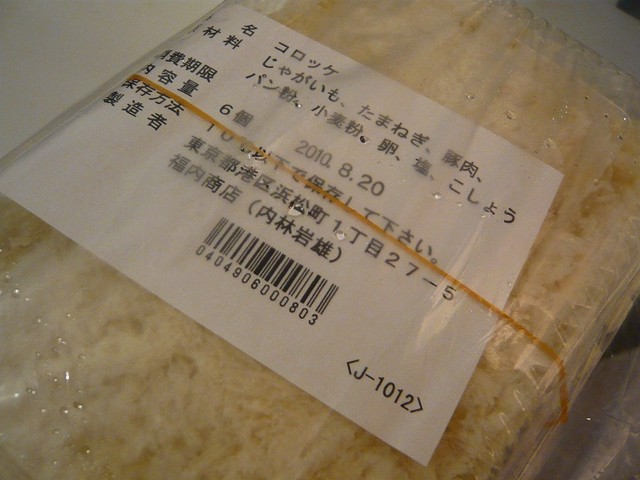 名 コロッケ
材料 じゃがいも、たまねぎ、豚肉、
パン粉、小麦粉、卵、塩、こしょう
消費期限 2010.8.20
内容量 6個
保存方法 10℃以下で保存して下さい。
製造者 東京都港区浜松町1丁目27-5
福内商店(内林岩雄)
0404906000803
<J-1012>